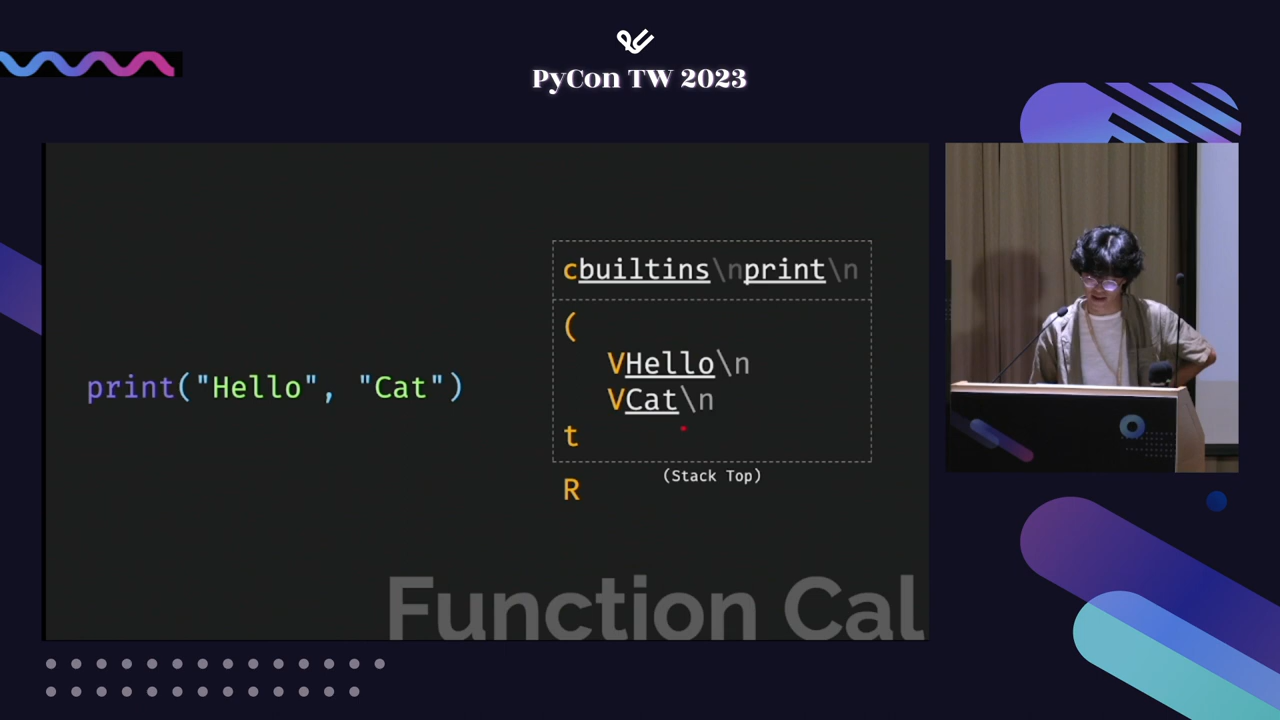 PyCon TW 2023
print("Hello", "Cat")
cbuiltins\nprint\n
(
VHello\n
VCat\n
t
(Stack Top)
R
Function Cal